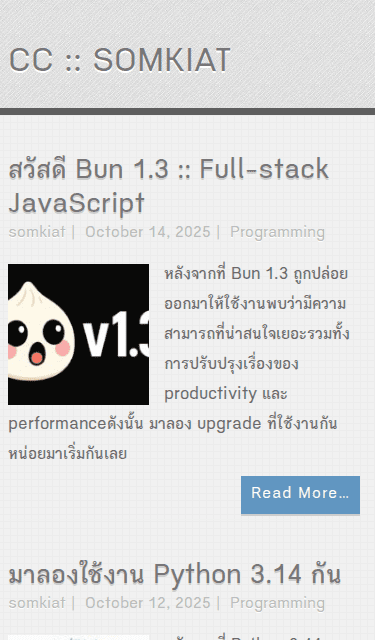 CC :: SOMKIAT
สวัสดี Bun 1.3 :: Full-stack
JavaScript
somkiat | October 14, 2025 | Programming
หลังจากที่ Bun 1.3 ถูกปล่อย
ออกมาให้ใช้งานพบว่ามีความ
สามารถที่น่าสนใจเยอะรวมทั้ง
การปรับปรุงเรื่องของ
v1.3
productivity และ
performanceดังนั้น มาลอง upgrade ที่ใช้งานกัน
หน่อยมาเริ่มกันเลย
Read More…
มาลองใช้งาน Python 3.14 กัน
somkiat | October 12, 2025 | Programming